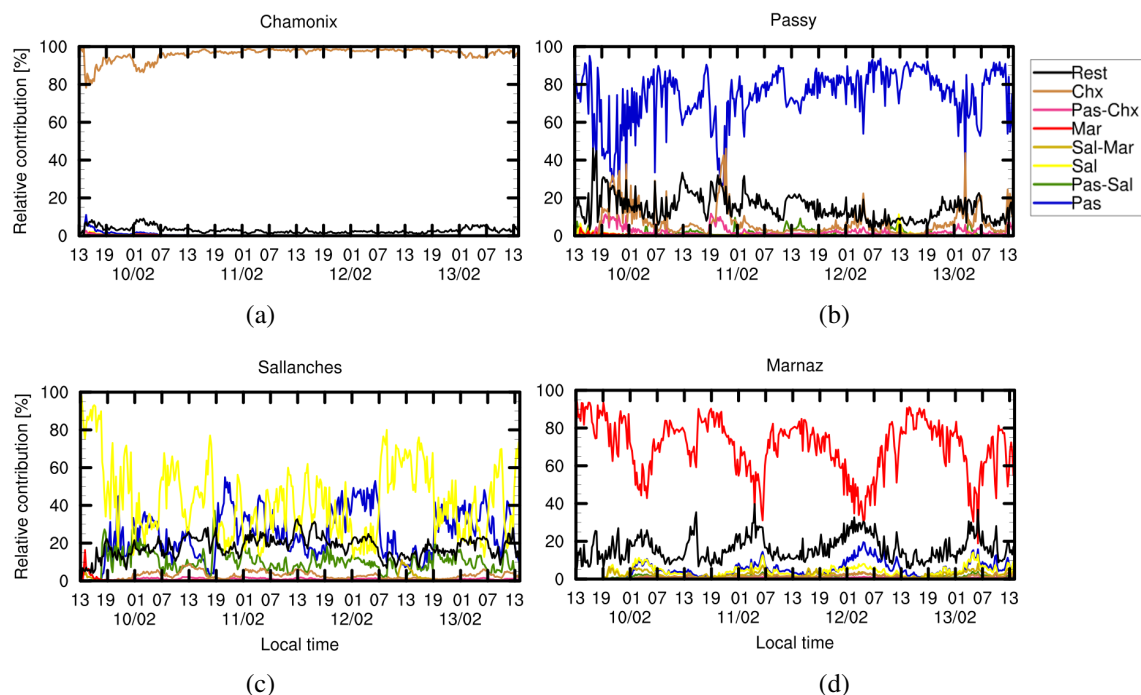 Chamonix
Passy
Relative contribution [%]
100
80
60
40
20
0
13 19 01 07 13 19 01 07 13 19 01 07 13
10/02 11/02 12/02 13/02
100
80
60
40
20
0
13 19 01 07 13 19 01 07 13 19 01 07 13 19 01 07 13
10/02 11/02 12/02 13/02
Rest
Chx
Pas-Chx
Mar
Sal-Mar
Sal
Pas-Sal
Pas
(a)
(b)
Sallanches
Marnaz
Relative contribution [%]
100
80
60
40
20
0
13 19 01 07 13 19 01 07 13 19 01 07 13 19 01 07 13
10/02 11/02 12/02 13/02
Local time
100
80
60
40
20
0
13 19 01 07 13 19 01 07 13 19 01 07 13 19 01 07 13
10/02 11/02 12/02 13/02
Local time
(c)
(d)